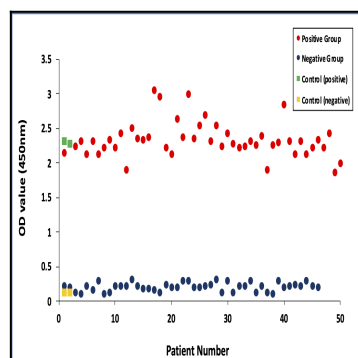 Positive Group
Negative Group
Control (positive)
Control (negative)
OD value (450nm)
3.5
3
2.5
2
1.5
1
0.5
0
0 10 20 30 40 50
Patient Number